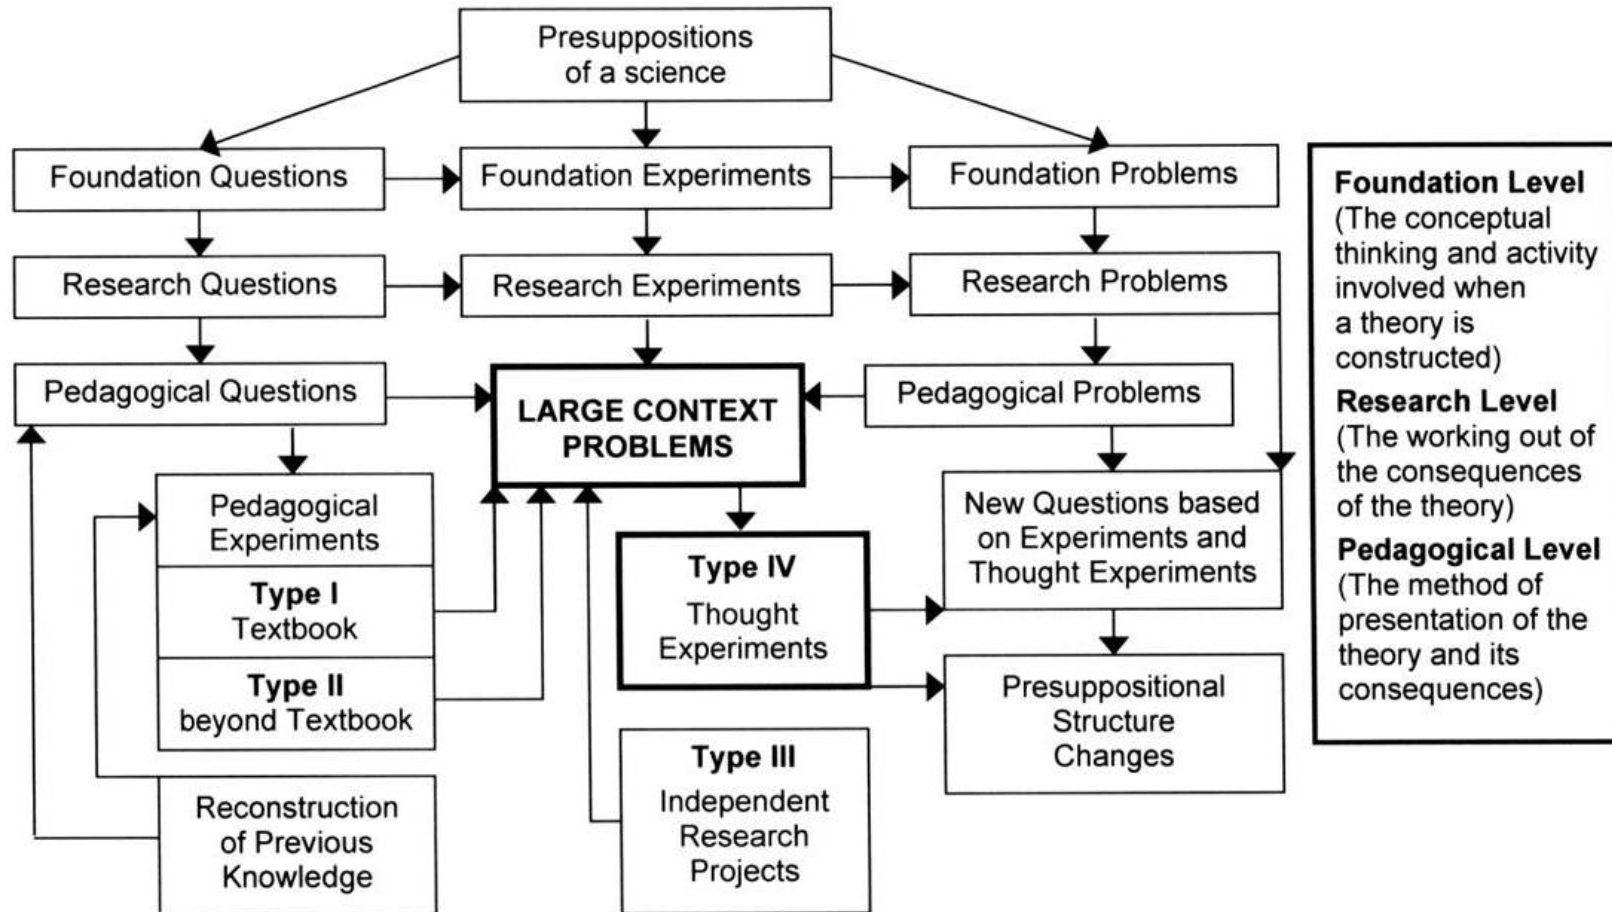 Presuppositions
of a science
Foundation Questions
Foundation Experiments
Foundation Problems
Research Questions
Research Experiments
Research Problems
Pedagogical Questions
LARGE CONTEXT
PROBLEMS
Pedagogical Problems
Pedagogical
Experiments
Type I
Textbook
Type II
beyond Textbook
Reconstruction
of Previous
Knowledge
Type IV
Thought
Experiments
Type III
Independent
Research
Projects
New Questions based
on Experiments and
Thought Experiments
Presuppositional
Structure
Changes
Foundation Level
(The conceptual
thinking and activity
involved when
a theory is
constructed)
Research Level
(The working out of
the consequences
of the theory)
Pedagogical Level
(The method of
presentation of the
theory and its
consequences)